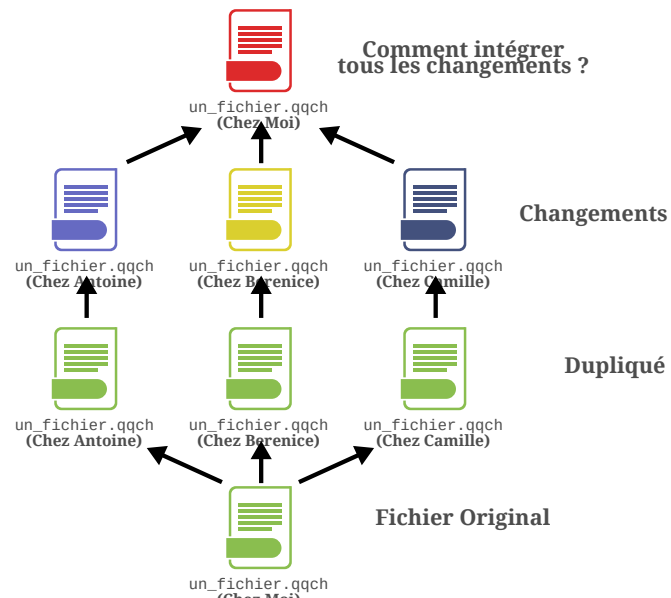 Comment intégrer
tous les changements ?
un_fichier.qqch
(Chez Moi)
Changements
un_fichier.qqch
(Chez Antoine)
un_fichier.qqch
(Chez Berenice)
un_fichier.qqch
(Chez Camille)
Dupliqué
un_fichier.qqch
(Chez Antoine)
un_fichier.qqch
(Chez Berenice)
un_fichier.qqch
(Chez Camille)
Fichier Original
un_fichier.qqch
(Chez Moi)